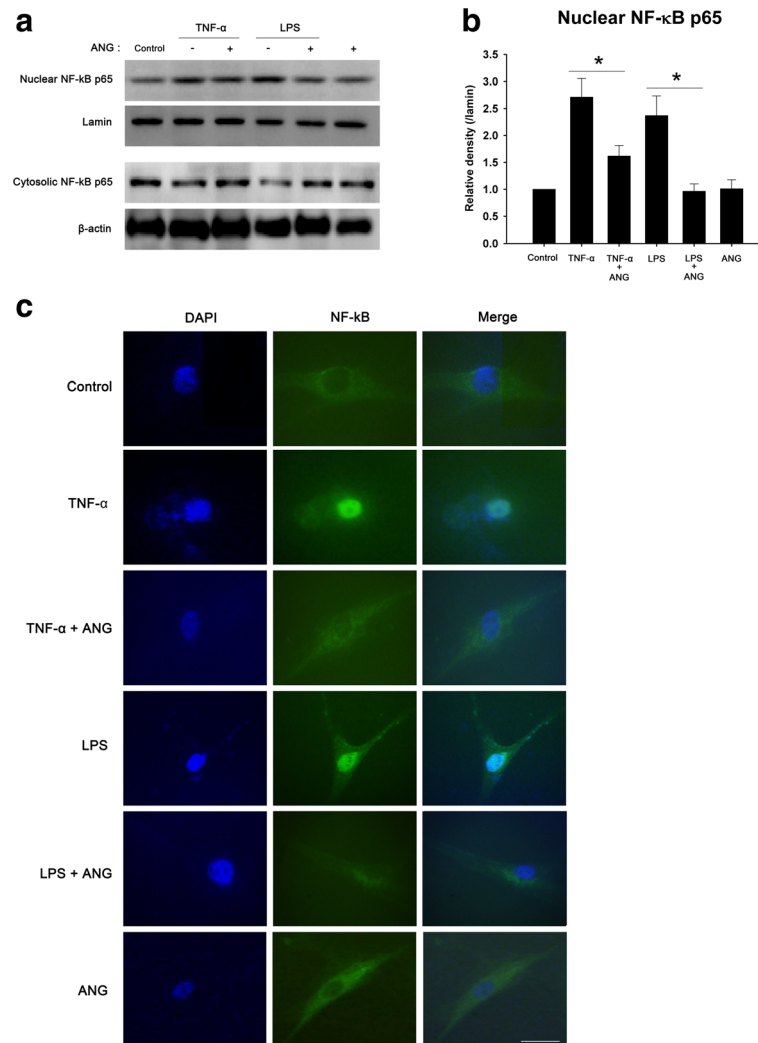 a
TNF-α LPS
ANG : Control - + - + +
Nuclear NF-kB p65
Lamin
Cytosolic NF-kB p65
β-actin
b
Nuclear NF-κB p65
Relative density (/lamin)
3.5
3.0
2.5
2.0
1.5
1.0
0.5
0.0
* *
Control TNF-α TNF-α + ANG LPS LPS + ANG ANG
c
DAPI NF-kB Merge
Control
TNF-α
TNF-α + ANG
LPS
LPS + ANG
ANG